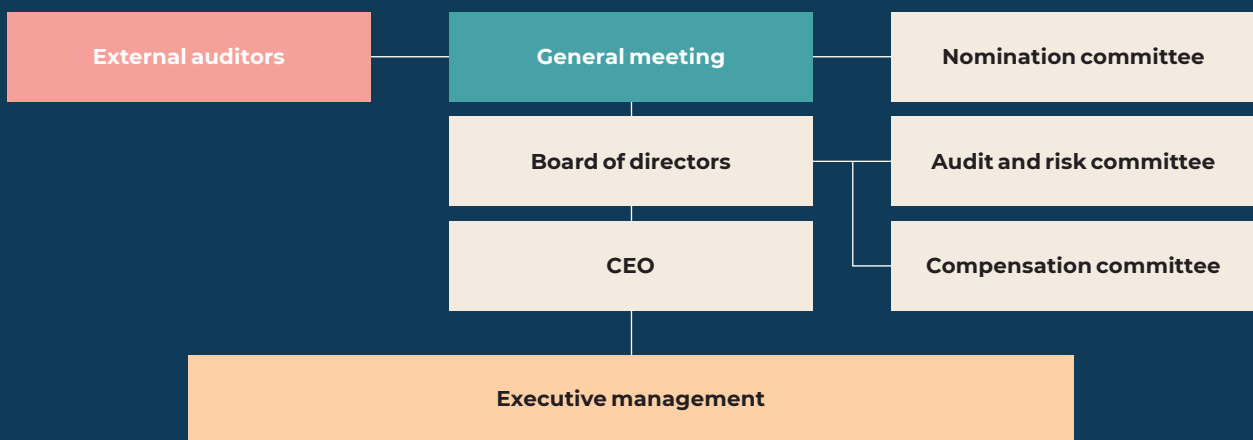 External auditors
General meeting
Nomination committee
Board of directors
Audit and risk committee
CEO
Compensation committee
Executive management